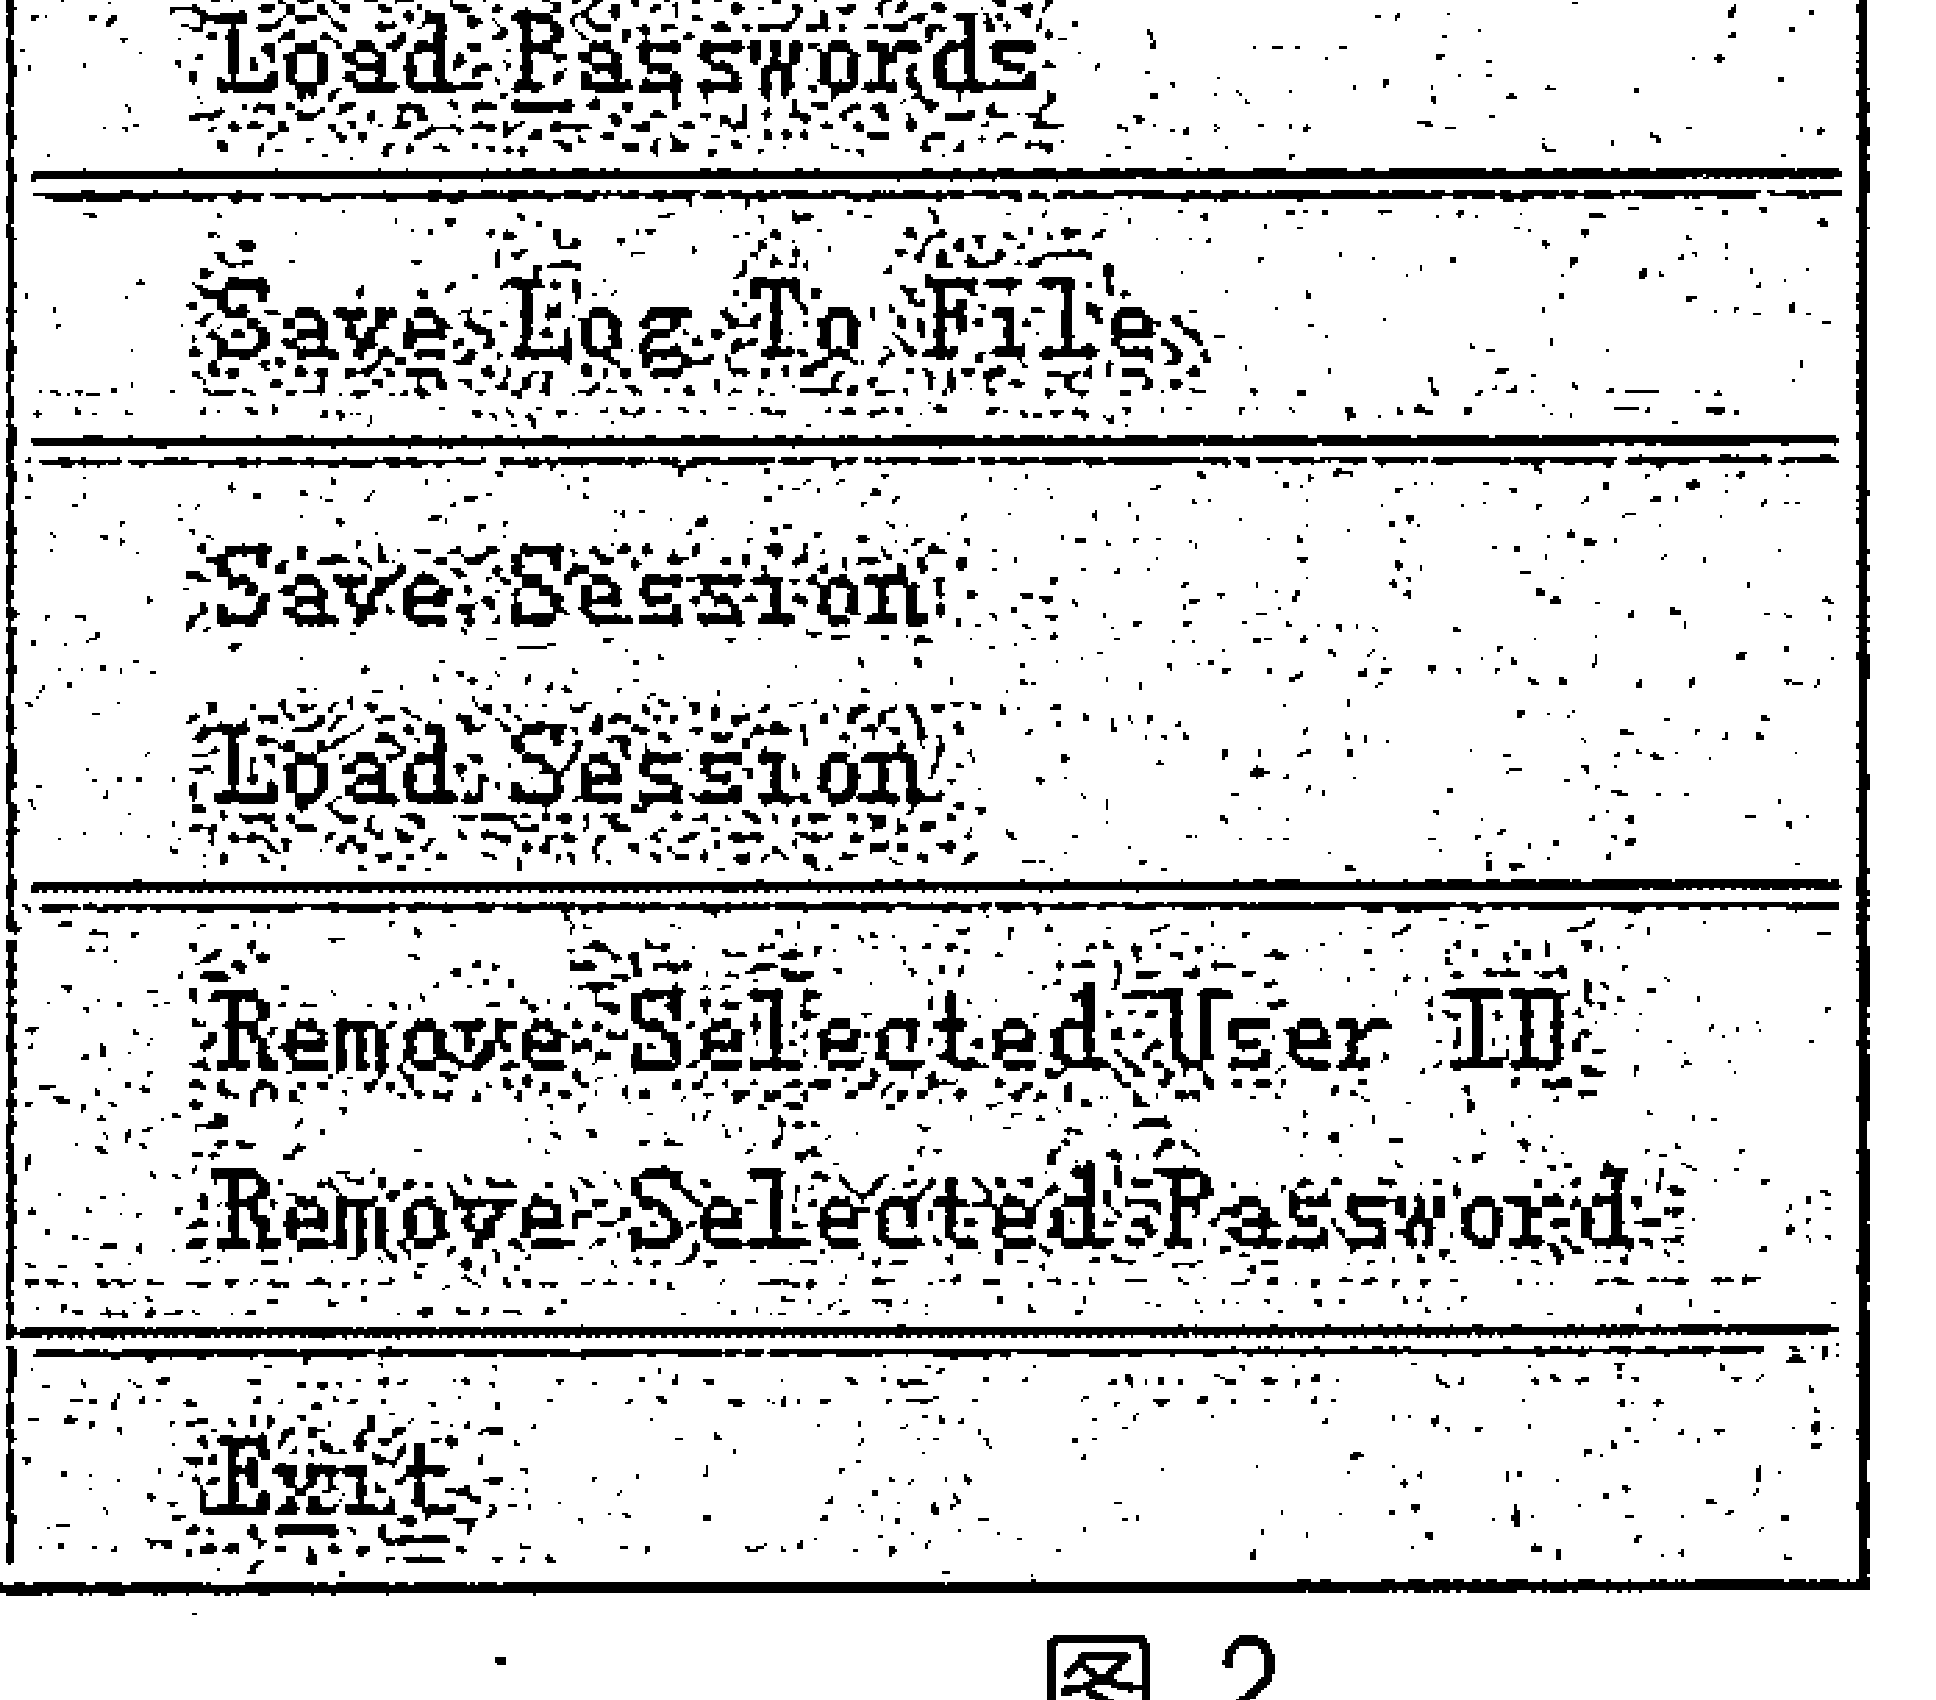 Load Passwords
Save Log To File
Save Session
Load Session
Remove Selected User ID
Remove Selected Password
Exit
图 2